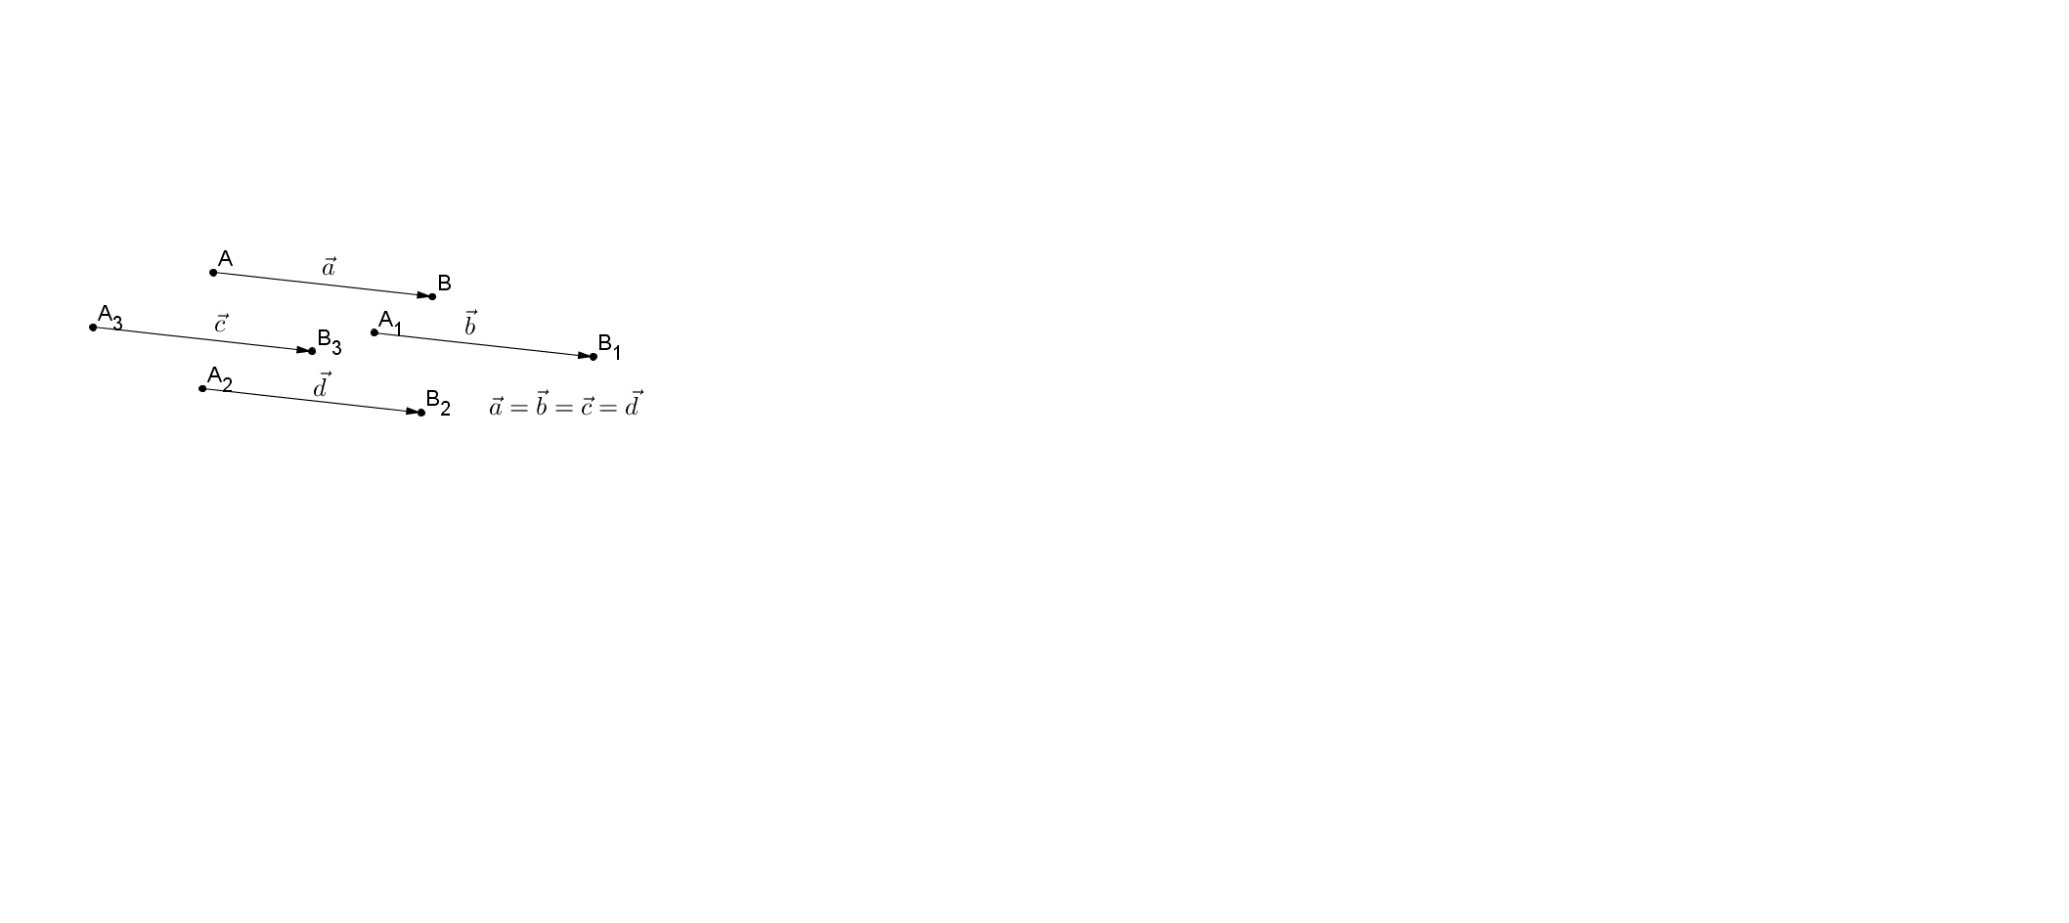 A
a⃗
B
A₃
c⃗
B₃
A₁
b⃗
B₁
A₂
d⃗
B₂
a⃗ = b⃗ = c⃗ = d⃗